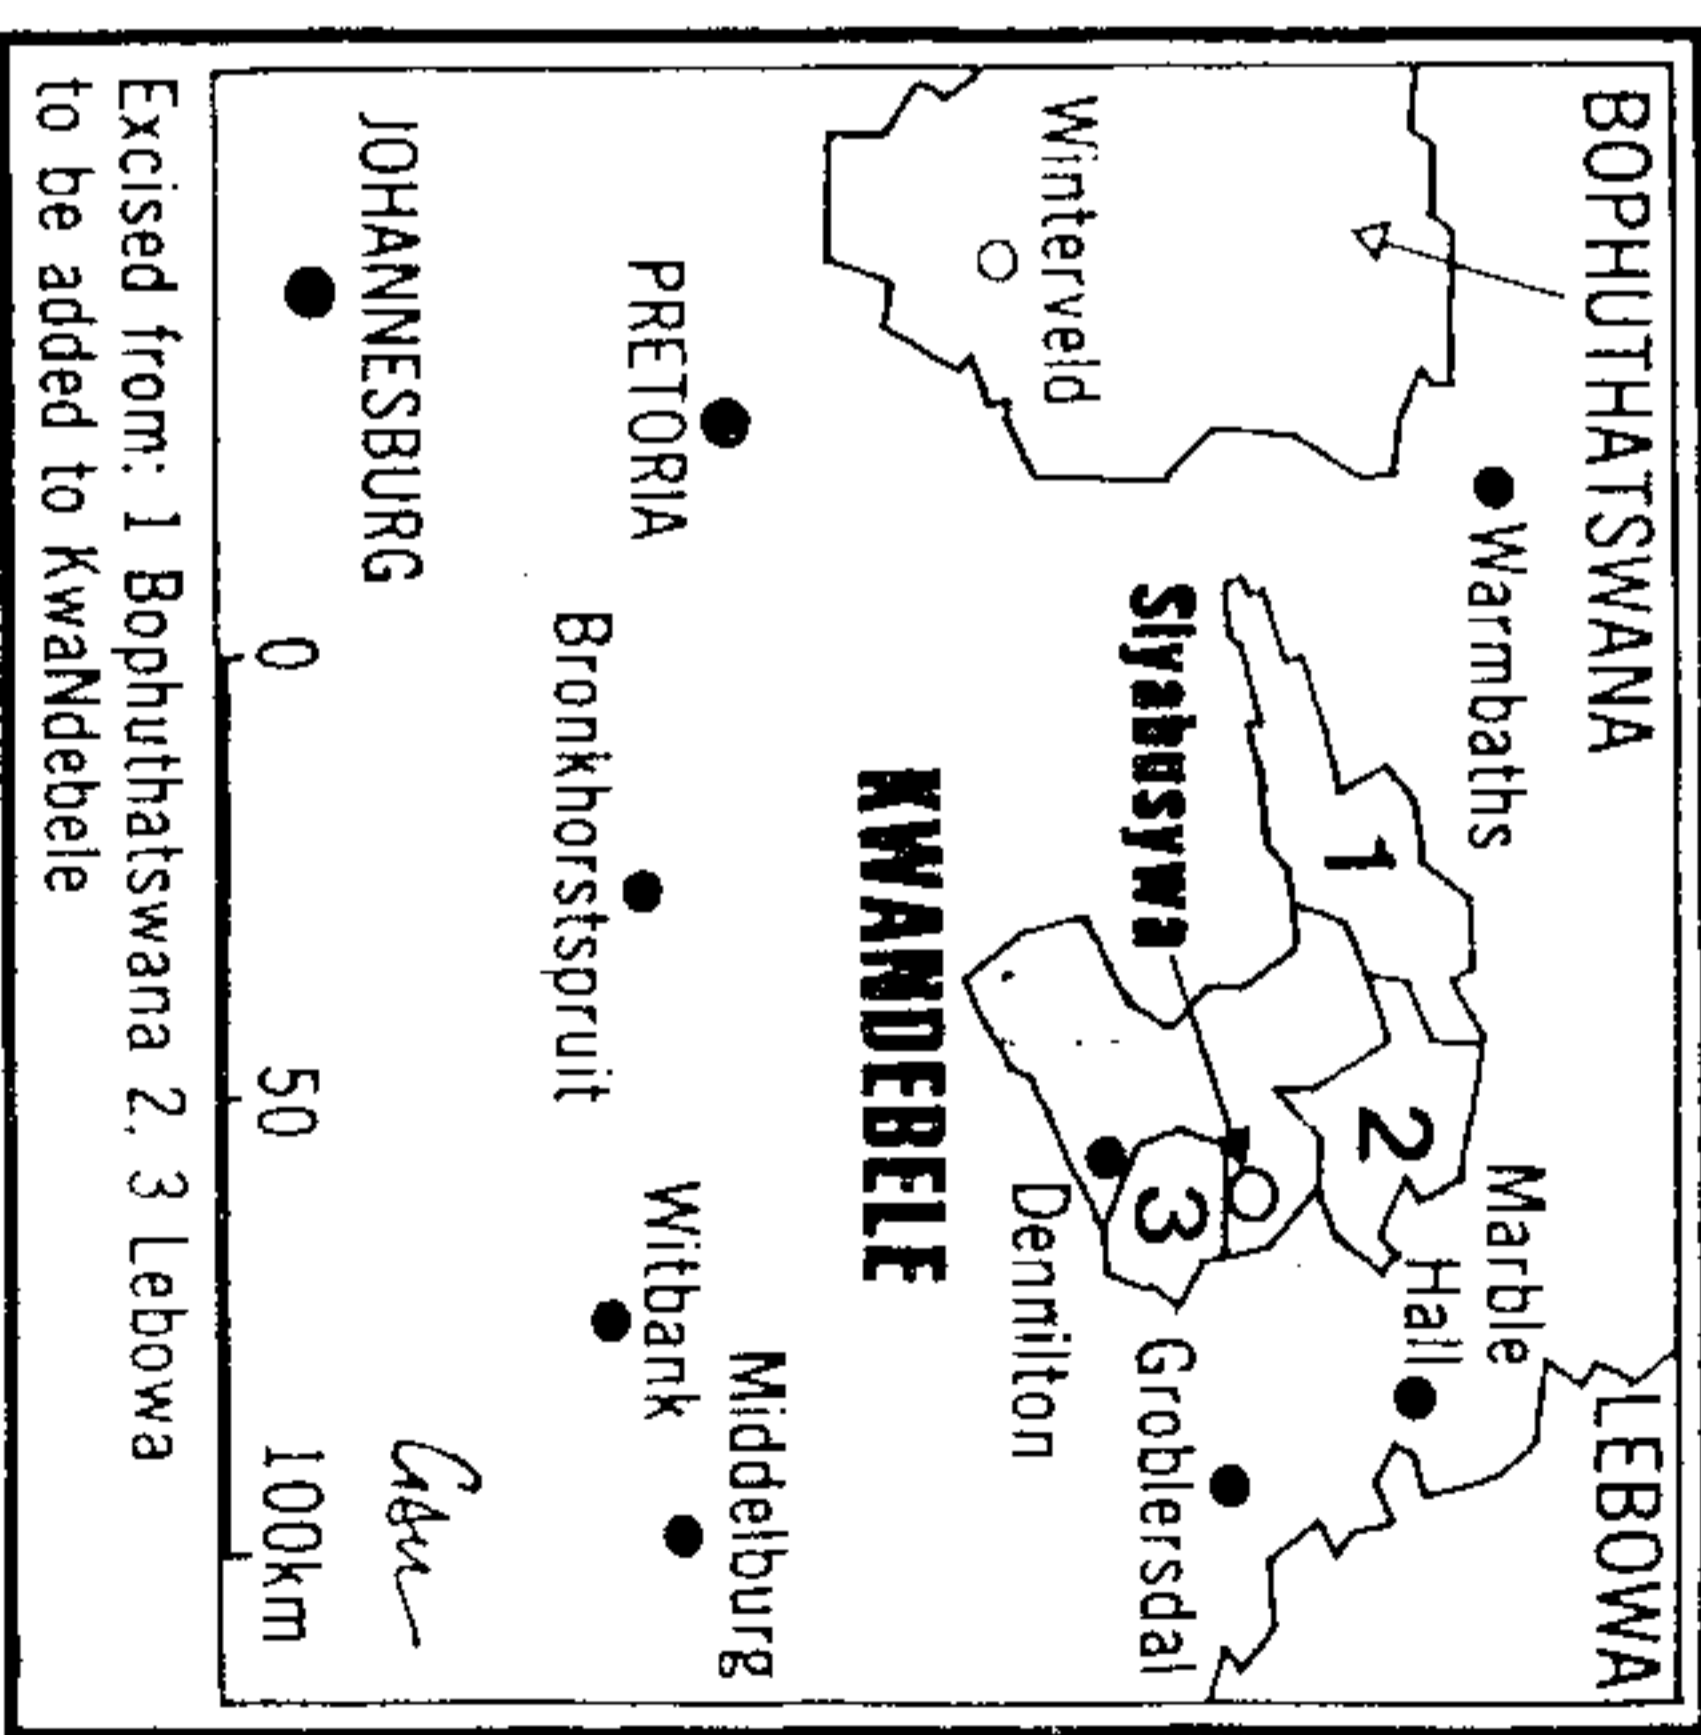 BOPHUTHATSWANA
LEBOWA
Warmbaths
Marble
Hall
1
2
Winterveld
Siyabusywa
3
Groblersdal
Dennilton
KWANDEBELE
PRETORIA
Middelburg
Witbank
Bronkhorstspruit
JOHANNESBURG
0
50
100km
Excised from: 1 Bophuthatswana 2. 3 Lebowa
to be added to KwaNdebele